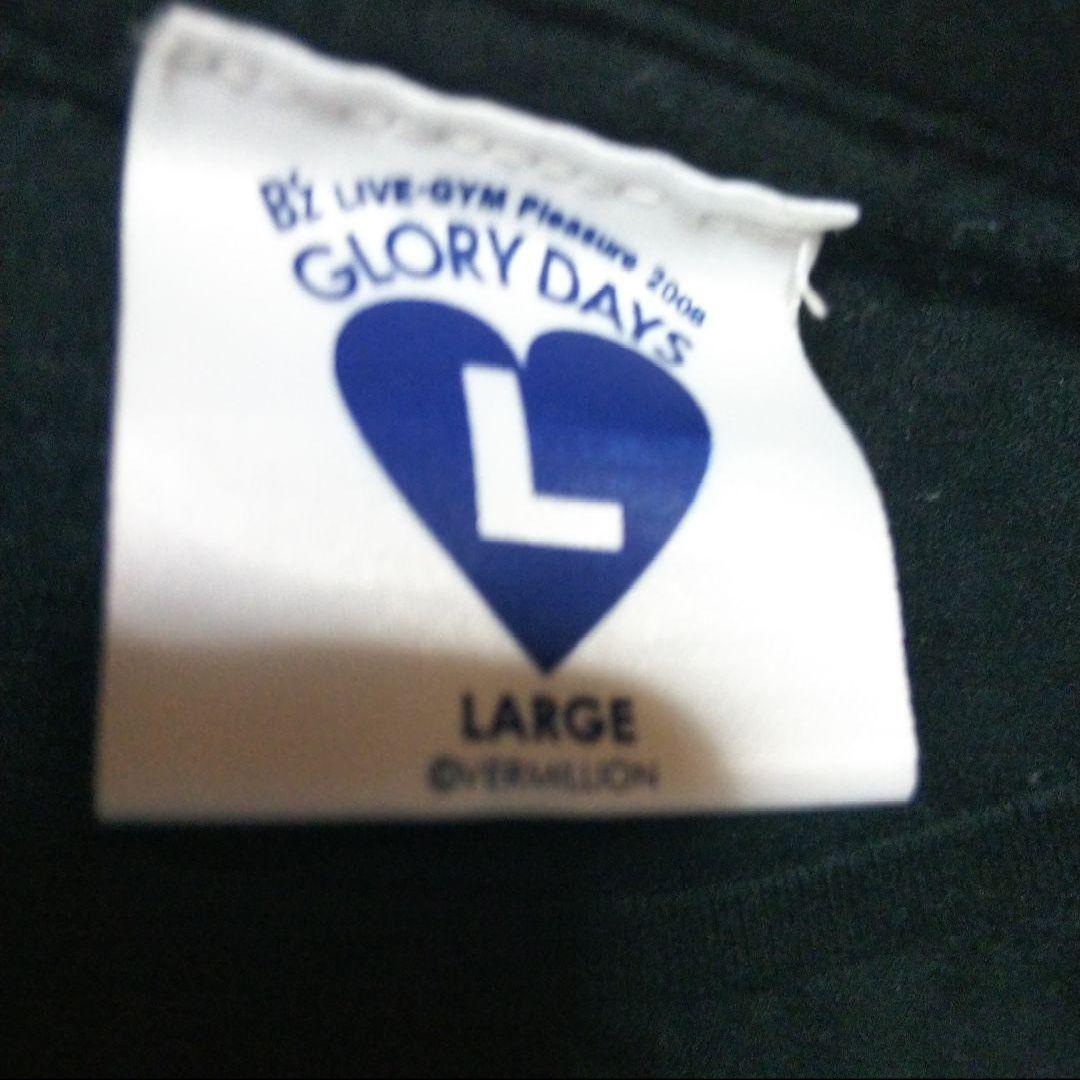 B'z LIVE-GYM Pleasure 2008
GLORY DAYS
L
LARGE
©VERMILLION